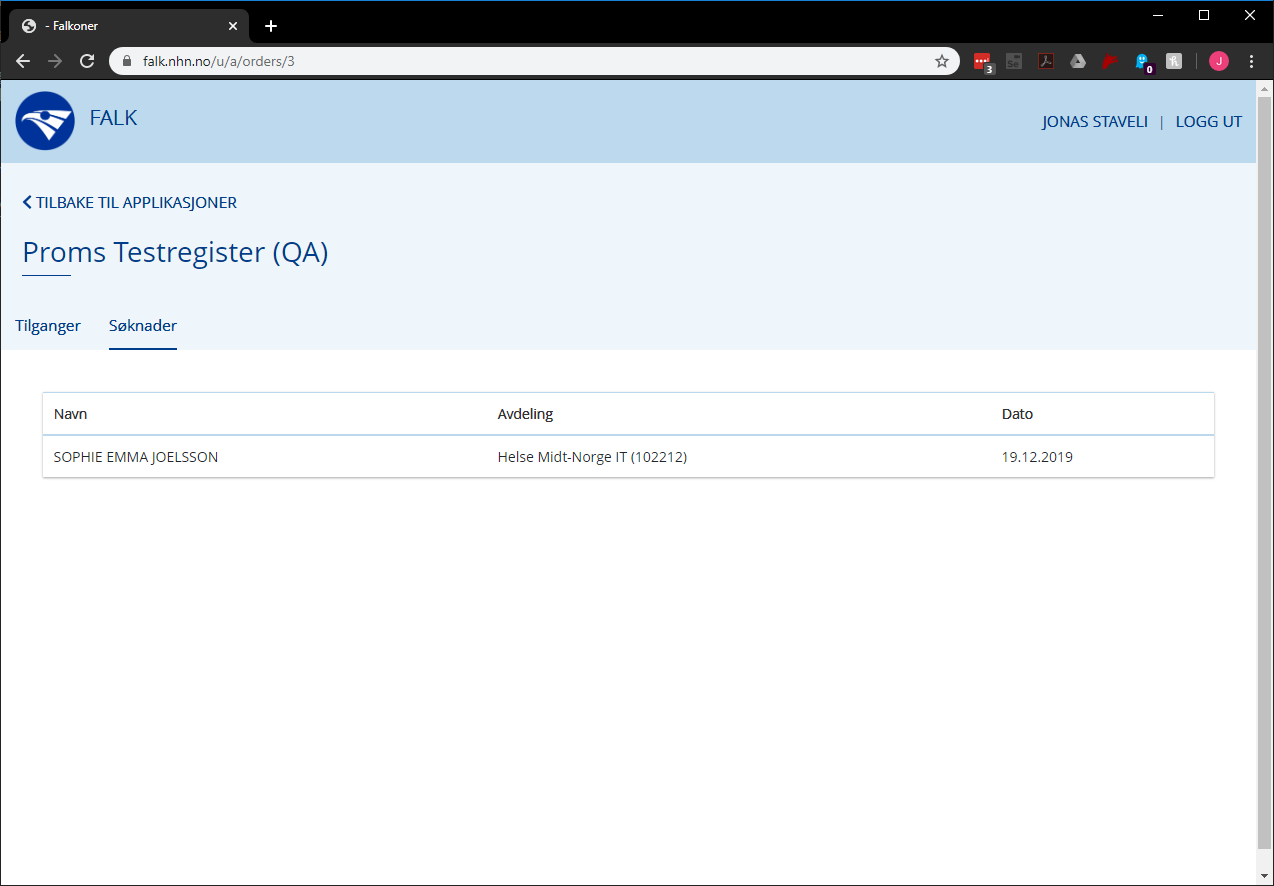 - Falkoner
falk.nhn.no/u/a/orders/3
3
Se
0
J
FALK
JONAS STAVELI | LOGG UT
TILBAKE TIL APPLIKASJONER
Proms Testregister (QA)
Tilganger Søknader
Navn Avdeling Dato
SOPHIE EMMA JOELSSON Helse Midt-Norge IT (102212) 19.12.2019